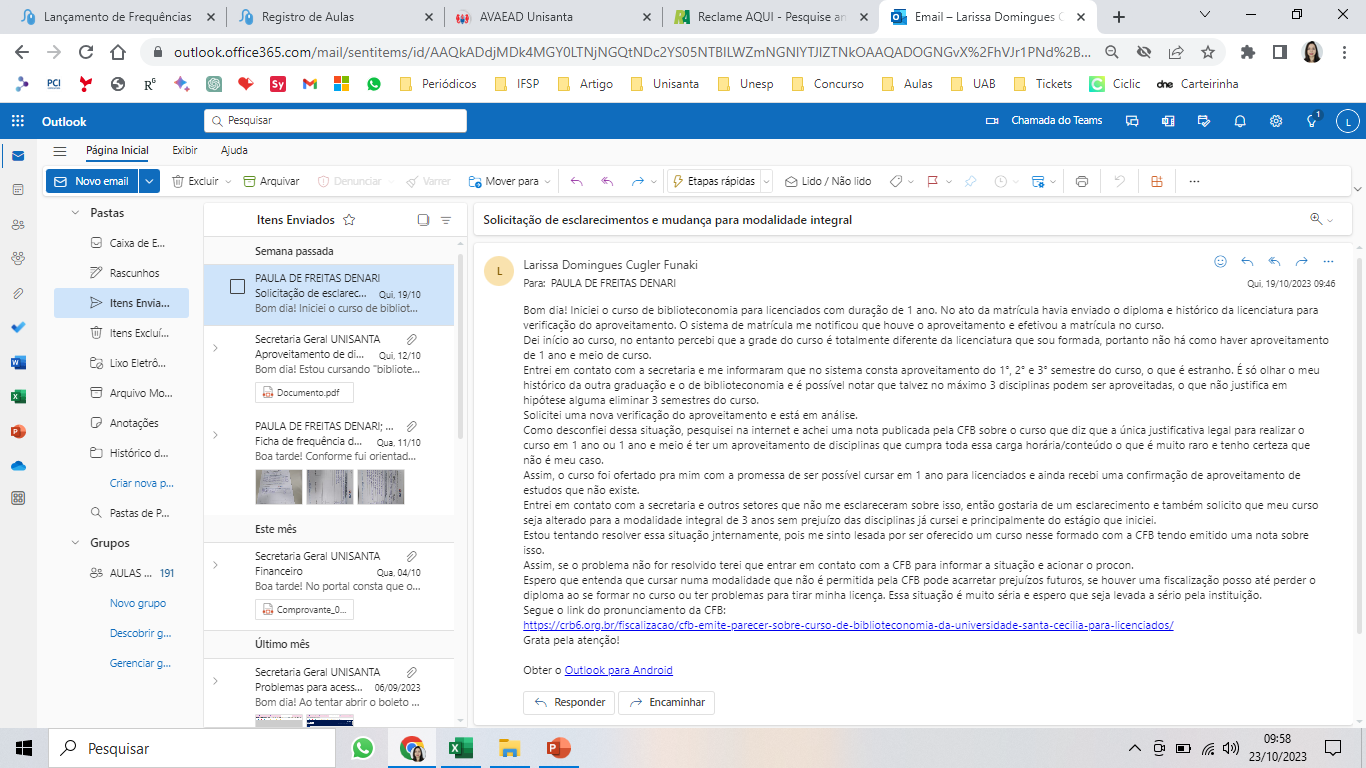 Lançamento de Frequências
Registro de Aulas
AVAEAD Unisanta
Reclame AQUI - Pesquise an
Email – Larissa Domingues C
outlook.office365.com/mail/sentitems/id/AAQkADdjMDk4MGY0LTNjNGQtNDc2YS05NTBlLWZmNGNlYTJlZTNkOAAQADOGNGvX%2FhVJr1PNd%2B...
PCI
Periódicos
IFSP
Artigo
Unisanta
Unesp
Concurso
Aulas
UAB
Tickets
Ciclic
dne Carteirinha
Outlook
Pesquisar
Chamada do Teams
1
L
Página Inicial
Exibir
Ajuda
Novo email
Excluir
Arquivar
Denunciar
Varrer
Mover para
Etapas rápidas
Lido / Não lido
Pastas
Caixa de E...
Rascunhos
Itens Envia...
Itens Excluí...
Lixo Eletrô...
Arquivo Mo...
Anotações
Histórico d...
Criar nova p...
Pastas de P...
Grupos
AULAS ... 191
Novo grupo
Descobrir g...
Gerenciar g...
Itens Enviados
Semana passada
PAULA DE FREITAS DENARI
Solicitação de esclarec... Qui, 19/10
Bom dia! Iniciei o curso de bibliot...
Secretaria Geral UNISANTA
Aproveitamento de di... Qui, 12/10
Bom dia! Estou cursando "bibliote...
Documento.pdf
PAULA DE FREITAS DENARI; ...
Ficha de frequência d... Qua, 11/10
Boa tarde! Conforme fui orientad...
Este mês
Secretaria Geral UNISANTA
Financeiro Qua, 04/10
Boa tarde! No portal consta que o...
Comprovante_0...
Último mês
Secretaria Geral UNISANTA
Problemas para acess... 06/09/2023
Bom dia! Ao tentar abrir o boleto ...
Solicitação de esclarecimentos e mudança para modalidade integral
L
Larissa Domingues Cugler Funaki
Para: PAULA DE FREITAS DENARI
Qui, 19/10/2023 09:46
Bom dia! Iniciei o curso de biblioteconomia para licenciados com duração de 1 ano. No ato da matrícula havia enviado o diploma e histórico da licenciatura para
verificação do aproveitamento. O sistema de matrícula me notificou que houve o aproveitamento e efetivou a matrícula no curso.
Dei início ao curso, no entanto percebi que a grade do curso é totalmente diferente da licenciatura que sou formada, portanto não há como haver aproveitamento
de 1 ano e meio de curso.
Entrei em contato com a secretaria e me informaram que no sistema consta aproveitamento do 1°, 2° e 3° semestre do curso, o que é estranho. É só olhar o meu
histórico da outra graduação e o de biblioteconomia e é possível notar que talvez no máximo 3 disciplinas podem ser aproveitadas, o que não justifica em
hipótese alguma eliminar 3 semestres do curso.
Solicitei uma nova verificação do aproveitamento e está em análise.
Como desconfiei dessa situação, pesquisei na internet e achei uma nota publicada pela CFB sobre o curso que diz que a única justificativa legal para realizar o
curso em 1 ano ou 1 ano e meio é ter um aproveitamento de disciplinas que cumpra toda essa carga horária/conteúdo o que é muito raro e tenho certeza que
não é meu caso.
Assim, o curso foi ofertado pra mim com a promessa de ser possível cursar em 1 ano para licenciados e ainda recebi uma confirmação de aproveitamento de
estudos que não existe.
Entrei em contato com a secretaria e outros setores que não me esclareceram sobre isso, então gostaria de um esclarecimento e também solicito que meu curso
seja alterado para a modalidade integral de 3 anos sem prejuízo das disciplinas já cursei e principalmente do estágio que iniciei.
Estou tentando resolver essa situação jnternamente, pois me sinto lesada por ser oferecido um curso nesse formado com a CFB tendo emitido uma nota sobre
isso.
Assim, se o problema não for resolvido terei que entrar em contato com a CFB para informar a situação e acionar o procon.
Espero que entenda que cursar numa modalidade que não é permitida pela CFB pode acarretar prejuízos futuros, se houver uma fiscalização posso até perder o
diploma ao se formar no curso ou ter problemas para tirar minha licença. Essa situação é muito séria e espero que seja levada a sério pela instituição.
Segue o link do pronunciamento da CFB:
https://crb6.org.br/fiscalizacao/cfb-emite-parecer-sobre-curso-de-biblioteconomia-da-universidade-santa-cecilia-para-licenciados/
Grata pela atenção!
Obter o Outlook para Android
Responder
Encaminhar
Pesquisar
09:58
23/10/2023